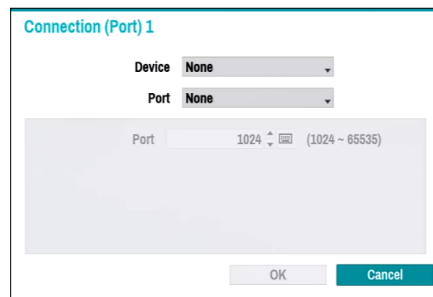 Connection (Port) 1
Device None
Port None
Port 1024 (1024 ~ 65535)
OK Cancel